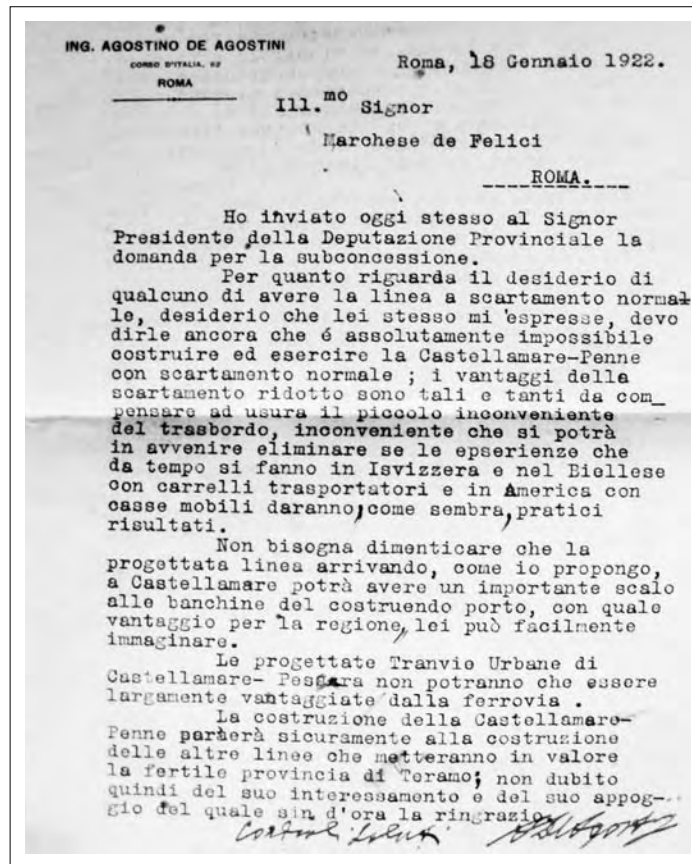 ING. AGOSTINO DE AGOSTINI
CORSO D'ITALIA, 92
ROMA
Roma, 18 Gennaio 1922.
Ill.mo Signor
Marchese de Felici
ROMA.
Ho inviato oggi stesso al Signor
Presidente della Deputazione Provinciale la
domanda per la subconcessione.
Per quanto riguarda il desiderio di
qualcuno di avere la linea a scartamento normal
le, desiderio che lei stesso mi espresse, devo
dirle ancora che é assolutamente impossibile
costruire ed esercire la Castellamare-Penne
con scartamento normale ; i vantaggi della
scartamento ridotto sono tali e tanti da com_
pensare ad usura il piccolo inconveniente
del trasbordo, inconveniente che si potrà
in avvenire eliminare se le epserienze che
da tempo si fanno in Isvizzera e nel Biellese
con carrelli trasportatori e in America con
casse mobili daranno,come sembra,pratici
risultati.
Non bisogna dimenticare che la
progettata linea arrivando, come io propongo,
a Castellamare potrà avere un importante scalo
alle banchine del costruendo porto, con quale
vantaggio per la regione, lei può facilmente
immaginare.
Le progettate Tranvie Urbane di
Castellamare- Pescara non potranno che essere
largamente vantaggiate dalla ferrovia .
La costruzione della Castellamare-
Penne parterà sicuramente alla costruzione
delle altre linee che metteranno in valore
la fertile provincia di Teramo; non dubito
quindi del suo interessamento e del suo appog-
gio del quale sin d'ora la ringrazio.
Cordiali saluti